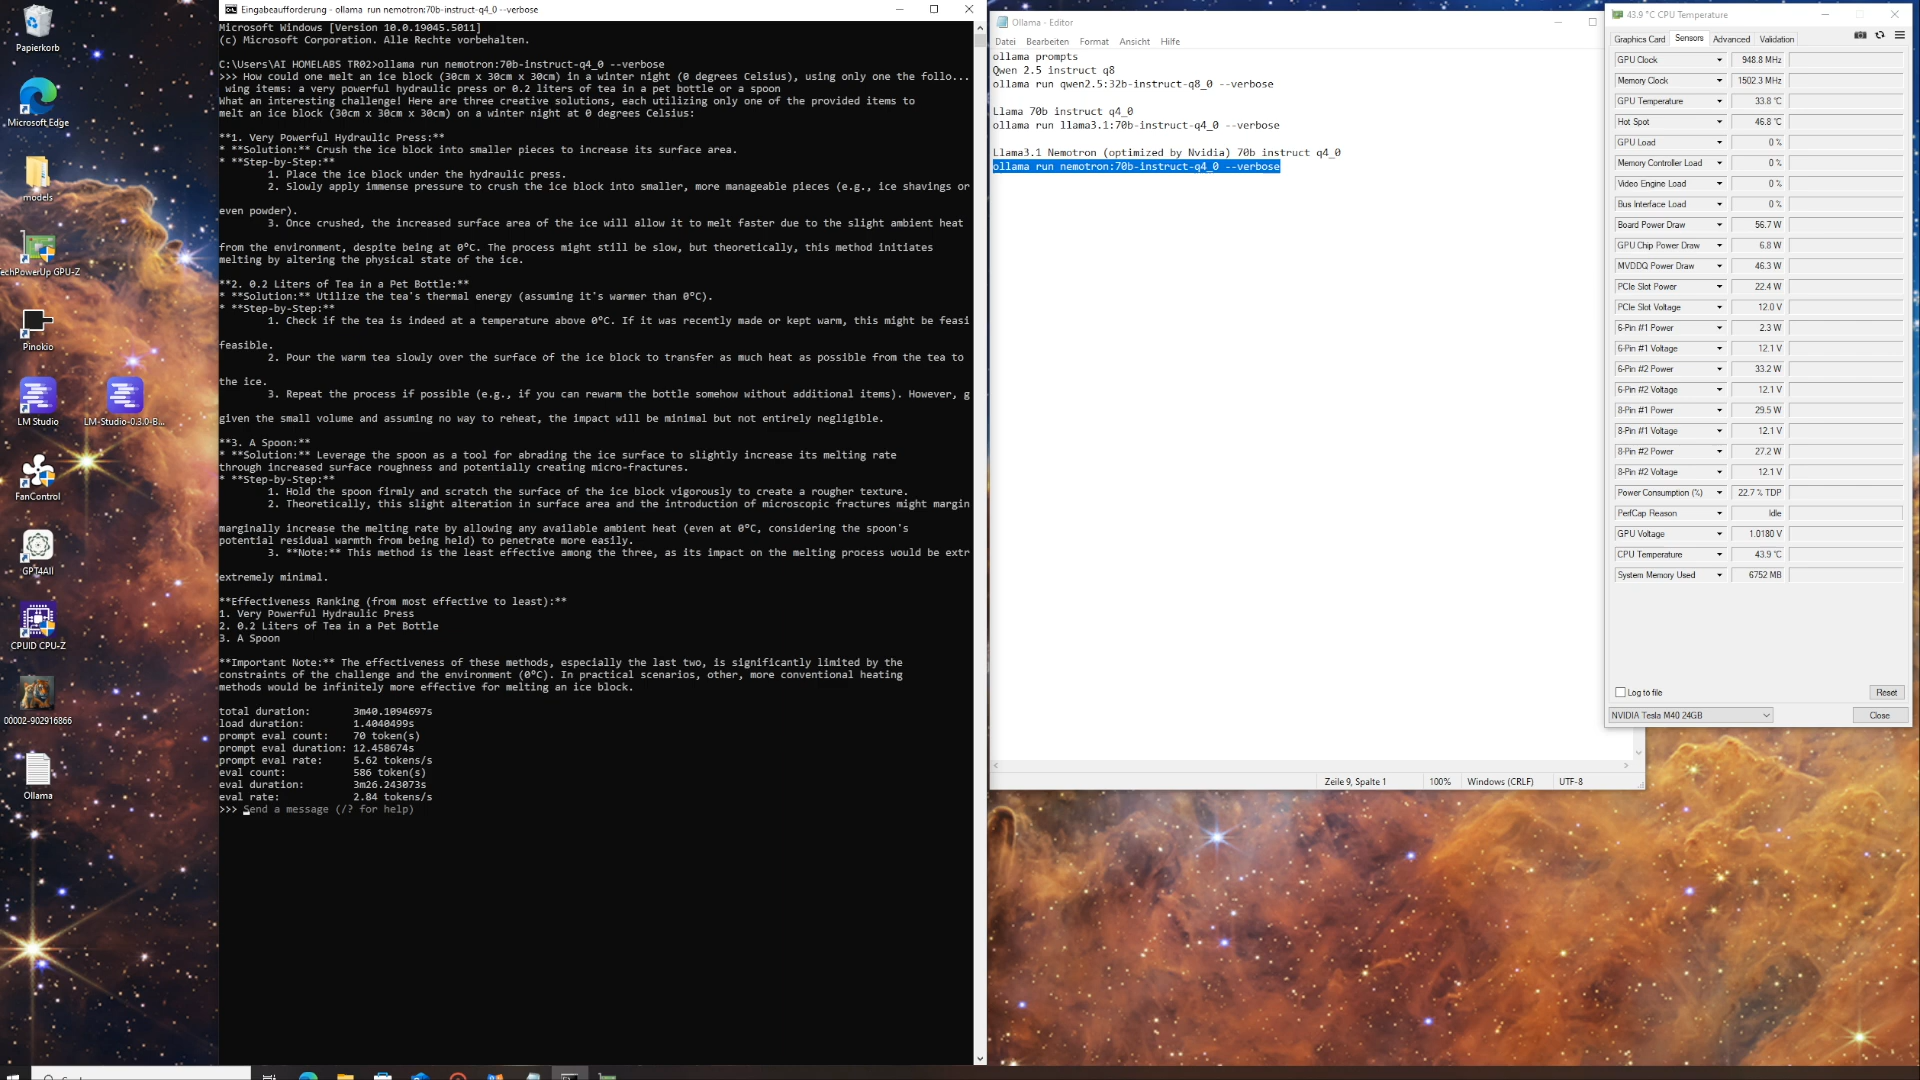 Papierkorb
Microsoft Edge
models
echPowerUp GPU-Z
Pinokio
LM Studio
LM-Studio-0.3.0-B...
FanControl
GPT4All
CPUID CPU-Z
00002-902916866
Ollama
Eingabeaufforderung - ollama run nemotron:70b-instruct-q4_0 --verbose
Microsoft Windows [Version 10.0.19045.5011]
(c) Microsoft Corporation. Alle Rechte vorbehalten.
C:\Users\AI HOMELABS TR02>ollama run nemotron:70b-instruct-q4_0 --verbose
>>> How could one melt an ice block (30cm x 30cm x 30cm) in a winter night (0 degrees Celsius), using only one the follo...
wing items: a very powerful hydraulic press or 0.2 liters of tea in a pet bottle or a spoon
What an interesting challenge! Here are three creative solutions, each utilizing only one of the provided items to
melt an ice block (30cm x 30cm x 30cm) on a winter night at 0 degrees Celsius:
**1. Very Powerful Hydraulic Press:**
* **Solution:** Crush the ice block into smaller pieces to increase its surface area.
* **Step-by-Step:**
1. Place the ice block under the hydraulic press.
2. Slowly apply immense pressure to crush the ice block into smaller, more manageable pieces (e.g., ice shavings or
even powder).
3. Once crushed, the increased surface area of the ice will allow it to melt faster due to the slight ambient heat
from the environment, despite being at 0°C. The process might still be slow, but theoretically, this method initiates
melting by altering the physical state of the ice.
**2. 0.2 Liters of Tea in a Pet Bottle:**
* **Solution:** Utilize the tea's thermal energy (assuming it's warmer than 0°C).
* **Step-by-Step:**
1. Check if the tea is indeed at a temperature above 0°C. If it was recently made or kept warm, this might be feasi
feasible.
2. Pour the warm tea slowly over the surface of the ice block to transfer as much heat as possible from the tea to
the ice.
3. Repeat the process if possible (e.g., if you can rewarm the bottle somehow without additional items). However, g
given the small volume and assuming no way to reheat, the impact will be minimal but not entirely negligible.
**3. A Spoon:**
* **Solution:** Leverage the spoon as a tool for abrading the ice surface to slightly increase its melting rate
through increased surface roughness and potentially creating micro-fractures.
* **Step-by-Step:**
1. Hold the spoon firmly and scratch the surface of the ice block vigorously to create a rougher texture.
2. Theoretically, this slight alteration in surface area and the introduction of microscopic fractures might margin
marginally increase the melting rate by allowing any available ambient heat (even at 0°C, considering the spoon's
potential residual warmth from being held) to penetrate more easily.
3. **Note:** This method is the least effective among the three, as its impact on the melting process would be extr
extremely minimal.
**Effectiveness Ranking (from most effective to least):**
1. Very Powerful Hydraulic Press
2. 0.2 Liters of Tea in a Pet Bottle
3. A Spoon
**Important Note:** The effectiveness of these methods, especially the last two, is significantly limited by the
constraints of the challenge and the environment (0°C). In practical scenarios, other, more conventional heating
methods would be infinitely more effective for melting an ice block.
total duration: 3m40.1094697s
load duration: 1.4040499s
prompt eval count: 70 token(s)
prompt eval duration: 12.458674s
prompt eval rate: 5.62 tokens/s
eval count: 586 token(s)
eval duration: 3m26.243073s
eval rate: 2.84 tokens/s
>>> Send a message (/? for help)
Ollama - Editor
Datei Bearbeiten Format Ansicht Hilfe
ollama prompts
Qwen 2.5 instruct q8
ollama run qwen2.5:32b-instruct-q8_0 --verbose
Llama 70b instruct q4_0
ollama run llama3.1:70b-instruct-q4_0 --verbose
Llama3.1 Nemotron (optimized by Nvidia) 70b instruct q4_0
ollama run nemotron:70b-instruct-q4_0 --verbose
Zeile 9, Spalte 1 100% Windows (CRLF) UTF-8
43.9 °C CPU Temperature
Graphics Card Sensors Advanced Validation
GPU Clock 948.8 MHz
Memory Clock 1502.3 MHz
GPU Temperature 33.8 °C
Hot Spot 46.8 °C
GPU Load 0 %
Memory Controller Load 0 %
Video Engine Load 0 %
Bus Interface Load 0 %
Board Power Draw 56.7 W
GPU Chip Power Draw 6.8 W
MVDDQ Power Draw 46.3 W
PCIe Slot Power 22.4 W
PCIe Slot Voltage 12.0 V
6-Pin #1 Power 2.3 W
6-Pin #1 Voltage 12.1 V
6-Pin #2 Power 33.2 W
6-Pin #2 Voltage 12.1 V
8-Pin #1 Power 29.5 W
8-Pin #1 Voltage 12.1 V
8-Pin #2 Power 27.2 W
8-Pin #2 Voltage 12.1 V
Power Consumption (%) 22.7 % TDP
PerfCap Reason Idle
GPU Voltage 1.0180 V
CPU Temperature 43.9 °C
System Memory Used 6752 MB
Log to file Reset
NVIDIA Tesla M40 24GB Close